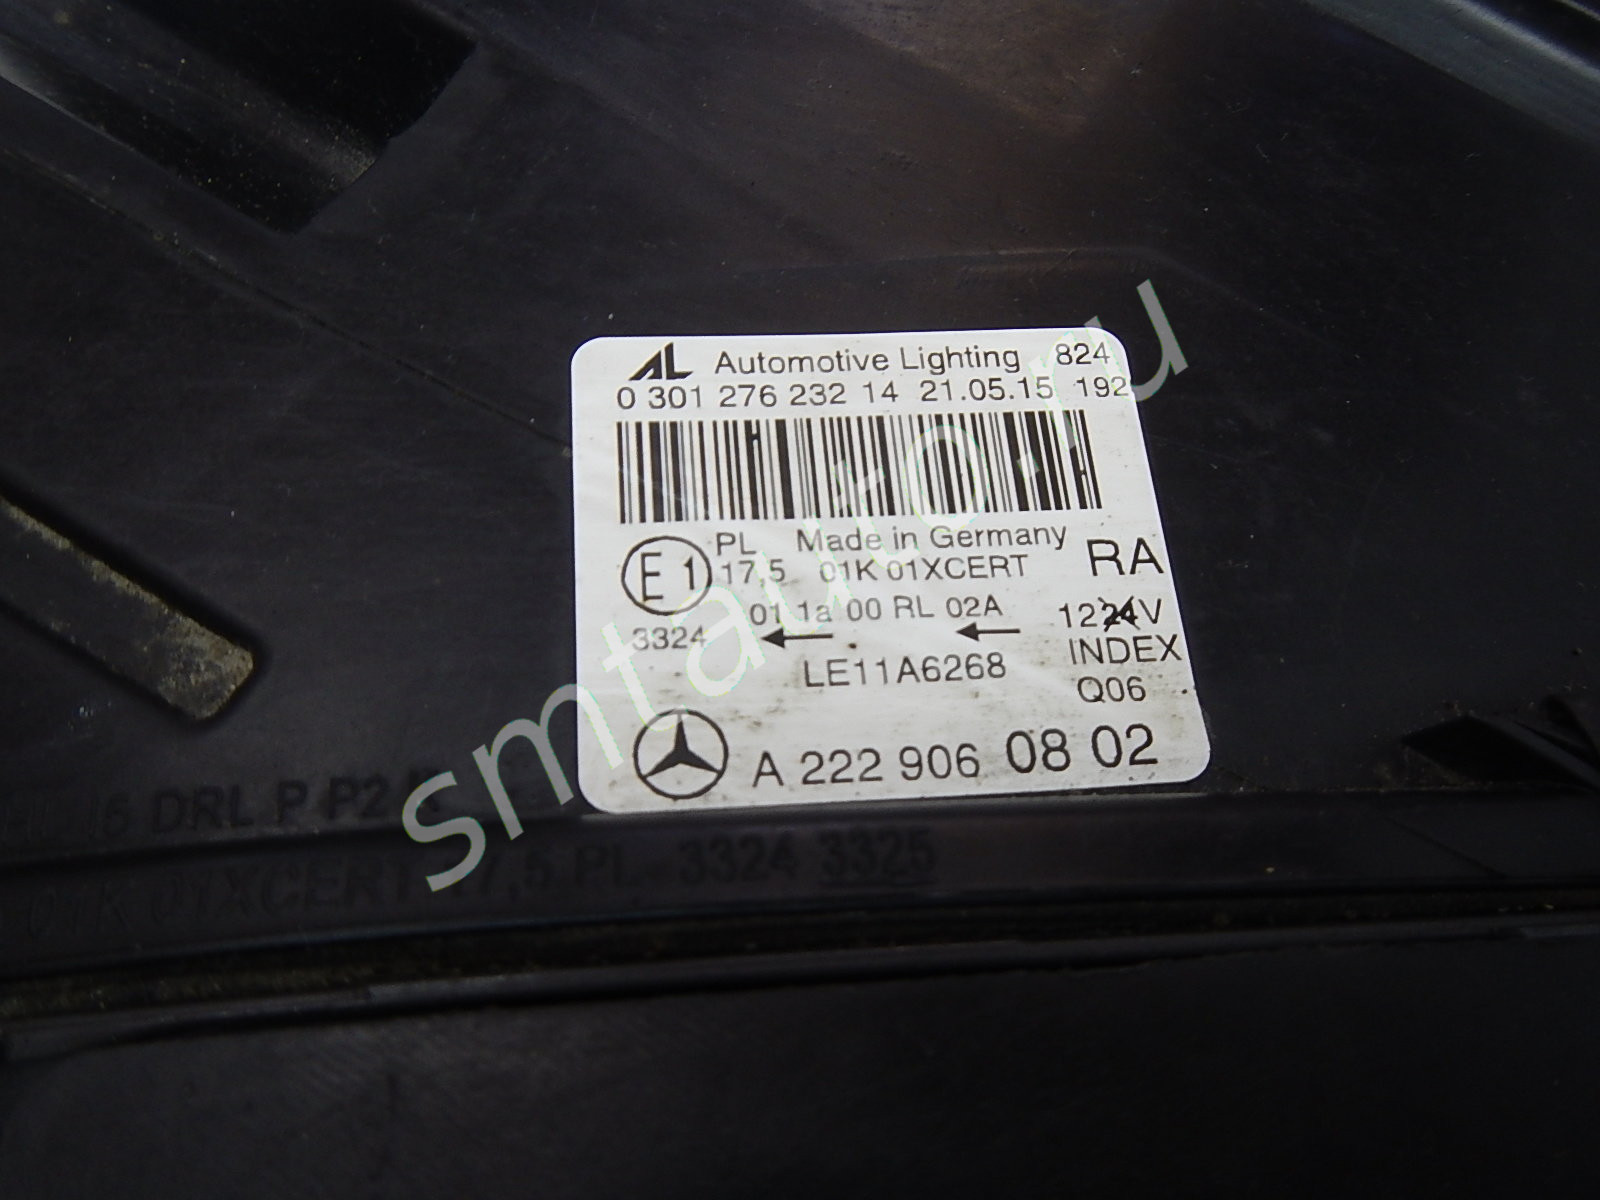 AL Automotive Lighting 824
0 301 276 232 14 21.05.15 192
PL Made in Germany
E1 17,5 01K 01XCERT RA
01 1a 00 RL 02A 1224V
3324 INDEX
LE11A6268 Q06
A 222 906 08 02
DRL P P2
01K 01XCERT 7,5 PL 3324 3325
smtauto.ru